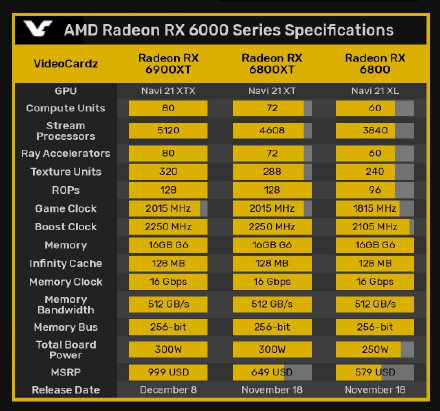 AMD Radeon RX 6000 Series Specifications
VideoCardz Radeon RX 6900XT Radeon RX 6800XT Radeon RX 6800
GPU Navi 21 XTX Navi 21 XT Navi 21 XL
Compute Units 80 72 60
Stream Processors 5120 4608 3840
Ray Accelerators 80 72 60
Texture Units 320 288 240
ROPs 128 128 96
Game Clock 2015 MHz 2015 MHz 1815 MHz
Boost Clock 2250 MHz 2250 MHz 2105 MHz
Memory 16GB G6 16GB G6 16GB G6
Infinity Cache 128 MB 128 MB 128 MB
Memory Clock 16 Gbps 16 Gbps 16 Gbps
Memory Bandwidth 512 GB/s 512 GB/s 512 GB/s
Memory Bus 256-bit 256-bit 256-bit
Total Board Power 300W 300W 250W
MSRP 999 USD 649 USD 579 USD
Release Date December 8 November 18 November 18